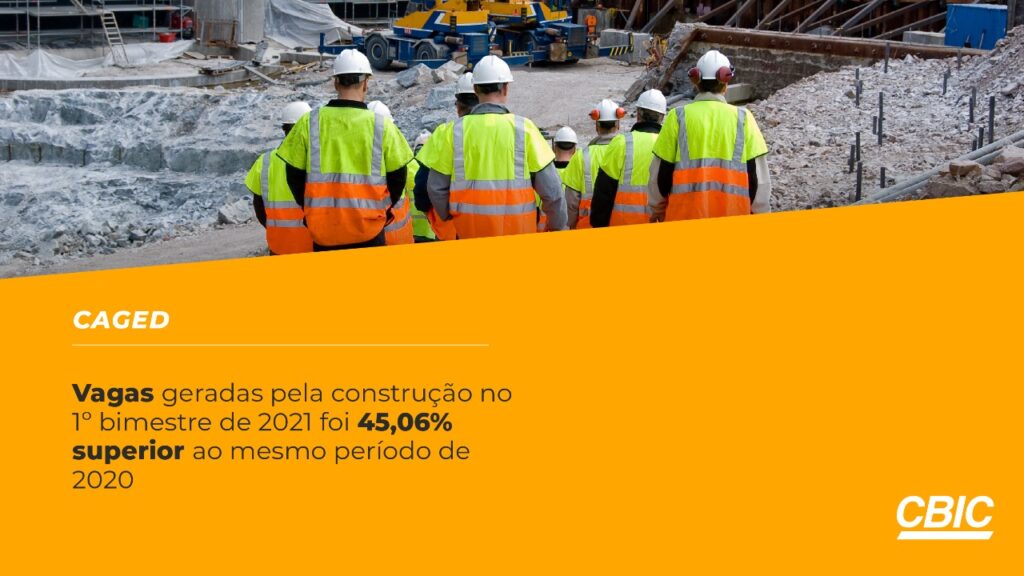 CAGED
Vagas geradas pela construção no
1º bimestre de 2021 foi 45,06%
superior ao mesmo período de
2020
CBIC